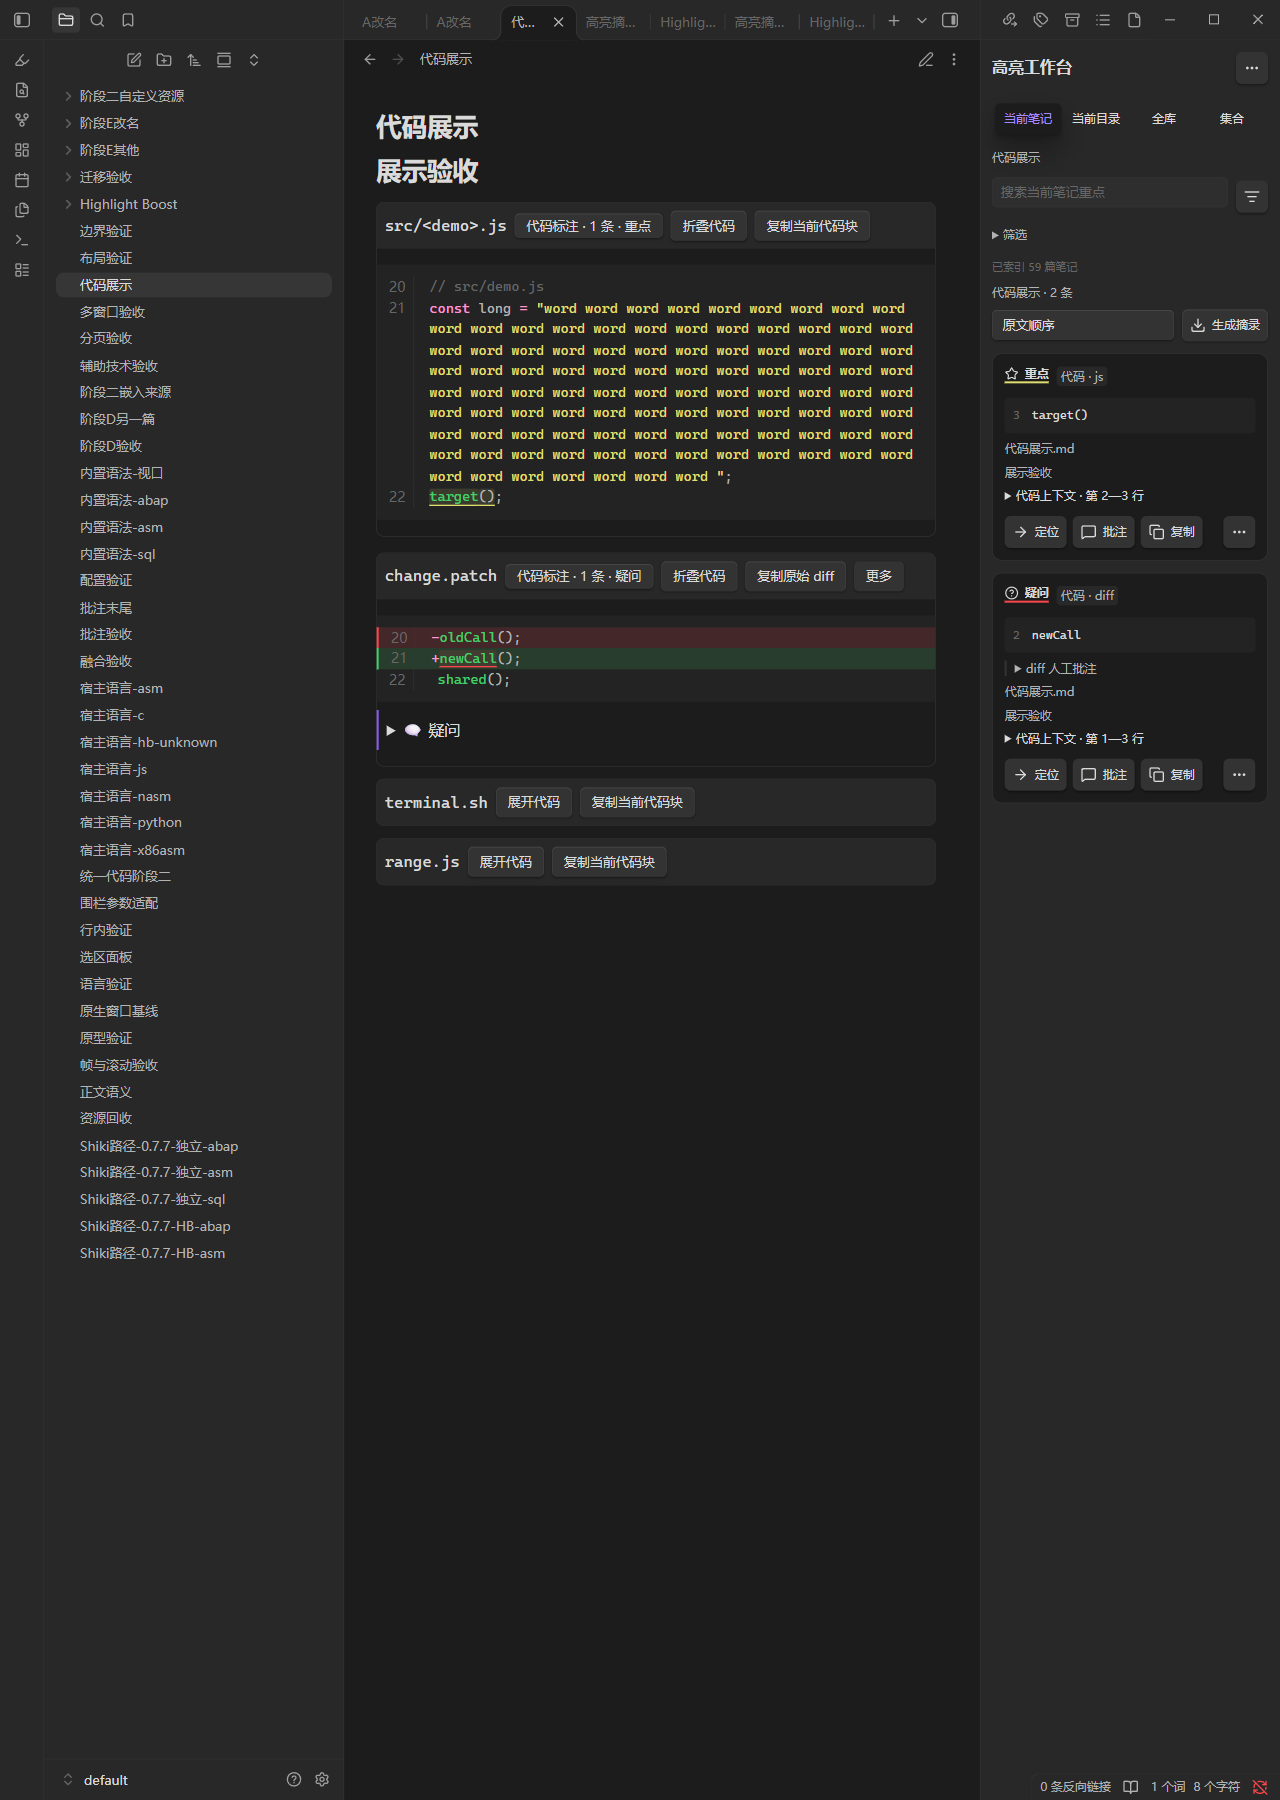 A改名
A改名
代...
高亮摘...
Highlig...
高亮摘...
Highlig...
阶段二自定义资源
阶段E改名
阶段E其他
迁移验收
Highlight Boost
边界验证
布局验证
代码展示
多窗口验收
分页验收
辅助技术验收
阶段二嵌入来源
阶段D另一篇
阶段D验收
内置语法-视口
内置语法-abap
内置语法-asm
内置语法-sql
配置验证
批注末尾
批注验收
融合验收
宿主语言-asm
宿主语言-c
宿主语言-hb-unknown
宿主语言-js
宿主语言-nasm
宿主语言-python
宿主语言-x86asm
统一代码阶段二
围栏参数适配
行内验证
选区面板
语言验证
原生窗口基线
原型验证
帧与滚动验收
正文语义
资源回收
Shiki路径-0.7.7-独立-abap
Shiki路径-0.7.7-独立-asm
Shiki路径-0.7.7-独立-sql
Shiki路径-0.7.7-HB-abap
Shiki路径-0.7.7-HB-asm
default
代码展示
代码展示
展示验收
src/<demo>.js 代码标注 · 1 条 · 重点 折叠代码 复制当前代码块
20 // src/demo.js
21 const long = "word word word word word word word word word
word word word word word word word word word word word word
word word word word word word word word word word word word
word word word word word word word word word word word word
word word word word word word word word word word word word
word word word word word word word word word word word word
word word word word word word word word word word word word
word word word word word word word word word word word word
word word word word word word word ";
22 target();
change.patch 代码标注 · 1 条 · 疑问 折叠代码 复制原始 diff 更多
20 -oldCall();
21 +newCall();
22 shared();
疑问
terminal.sh 展开代码 复制当前代码块
range.js 展开代码 复制当前代码块
高亮工作台
当前笔记 当前目录 全库 集合
代码展示
搜索当前笔记重点
筛选
已索引 59 篇笔记
代码展示 · 2 条
原文顺序 生成摘录
重点 代码 · js
3 target()
代码展示.md
展示验收
代码上下文 · 第 2—3 行
定位 批注 复制
疑问 代码 · diff
2 newCall
diff 人工批注
代码展示.md
展示验收
代码上下文 · 第 1—3 行
定位 批注 复制
0 条反向链接 1 个词 8 个字符